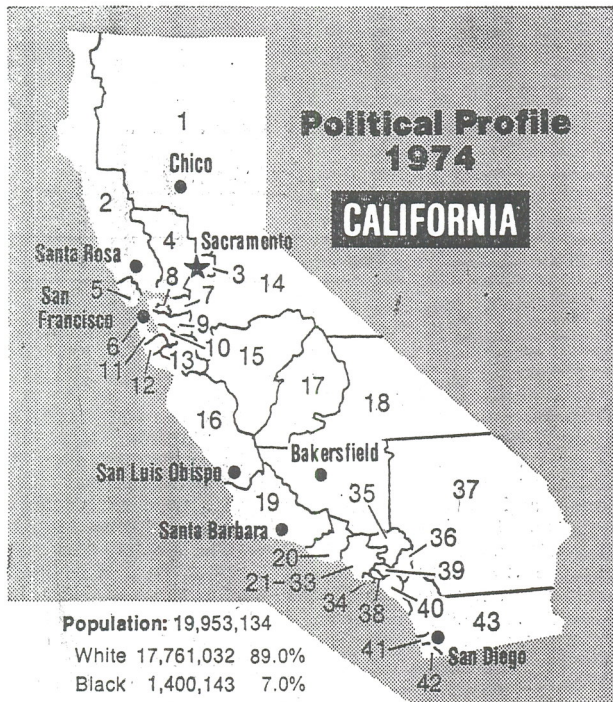 Political Profile
1974
CALIFORNIA
1
Chico
2
4
Sacramento
Santa Rosa
3
14
5
8
7
San
Francisco
9
6
10
15
11
13
12
17
18
16
Bakersfield
San Luis Obispo
35
37
19
36
Santa Barbara
20
39
21-33
34
38
40
43
41
San Diego
42
Population: 19,953,134
White 17,761,032 89.0%
Black 1,400,143 7.0%